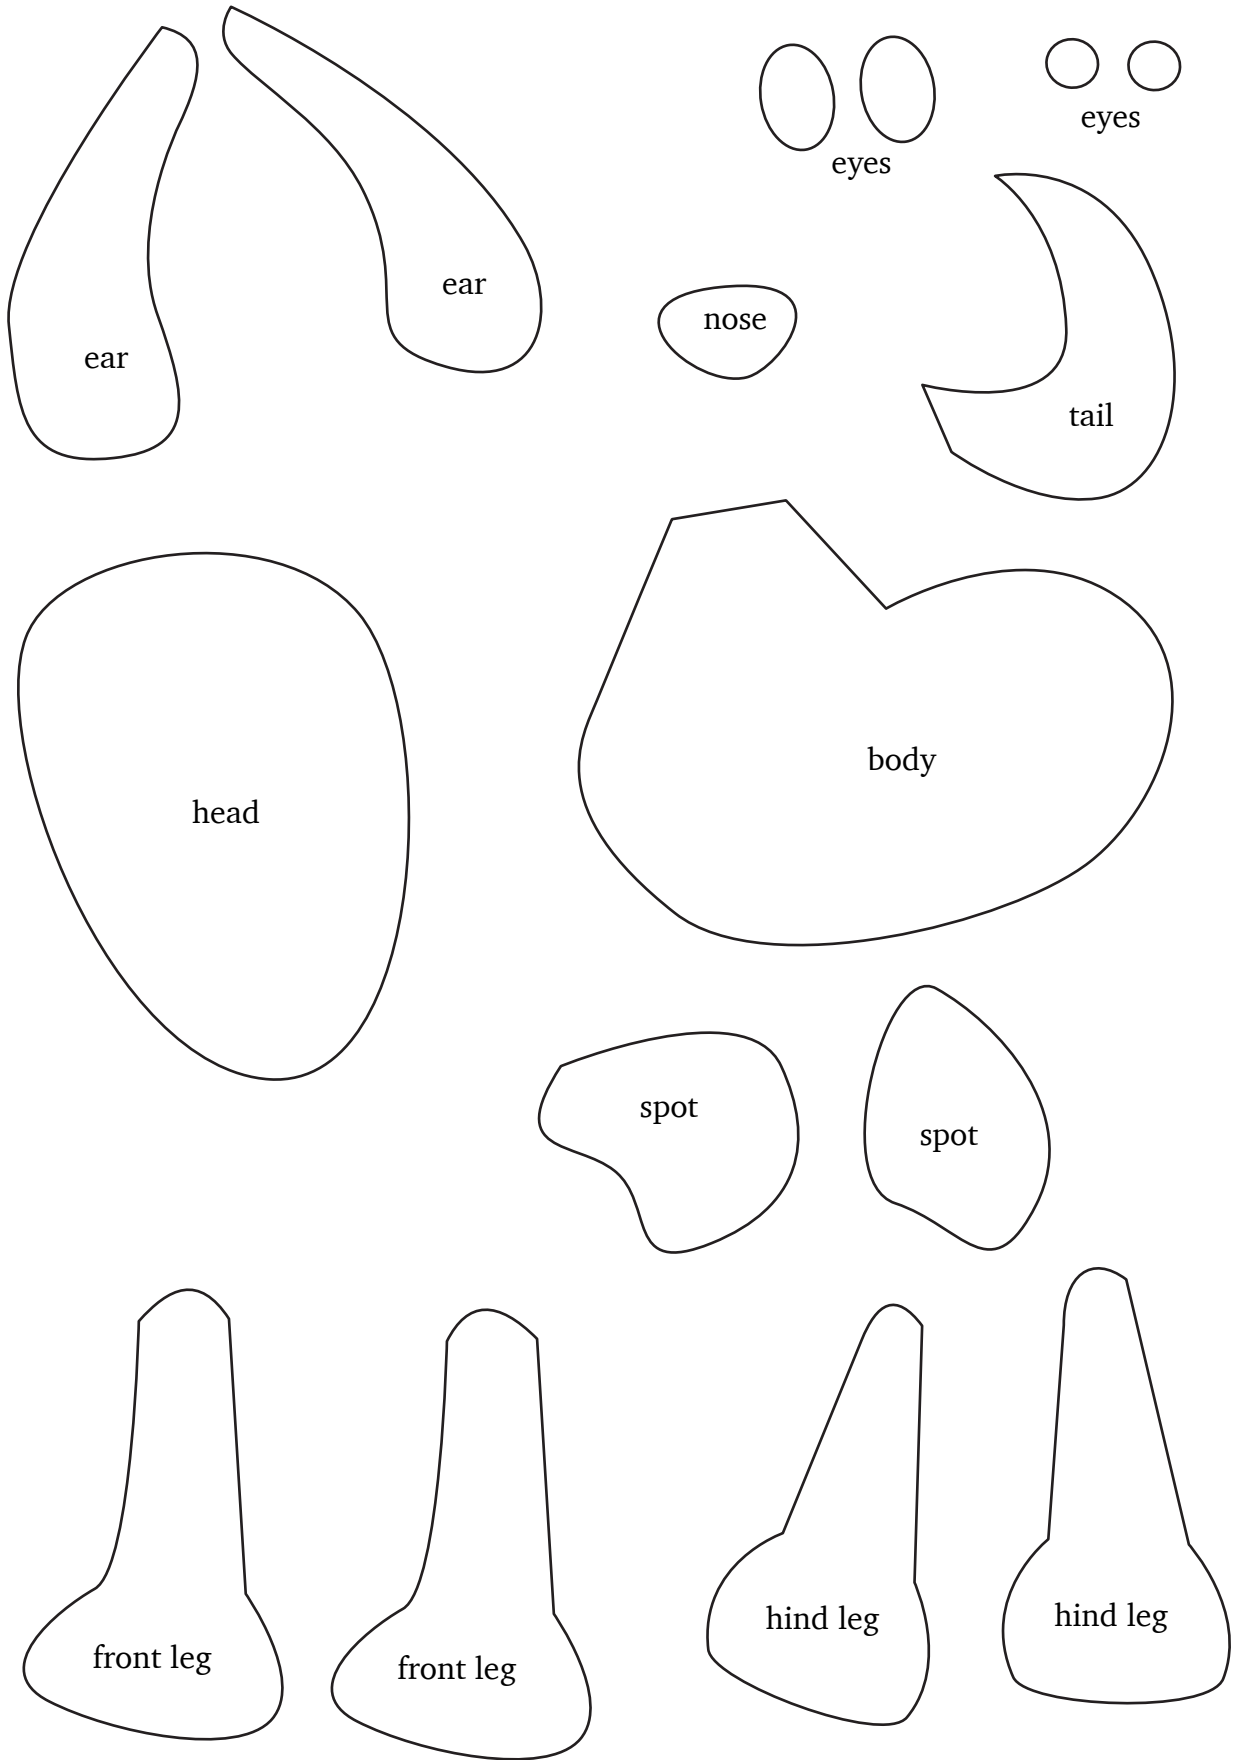 eyes
eyes
ear
nose
ear
tail
body
head
spot
spot
hind leg
hind leg
front leg
front leg